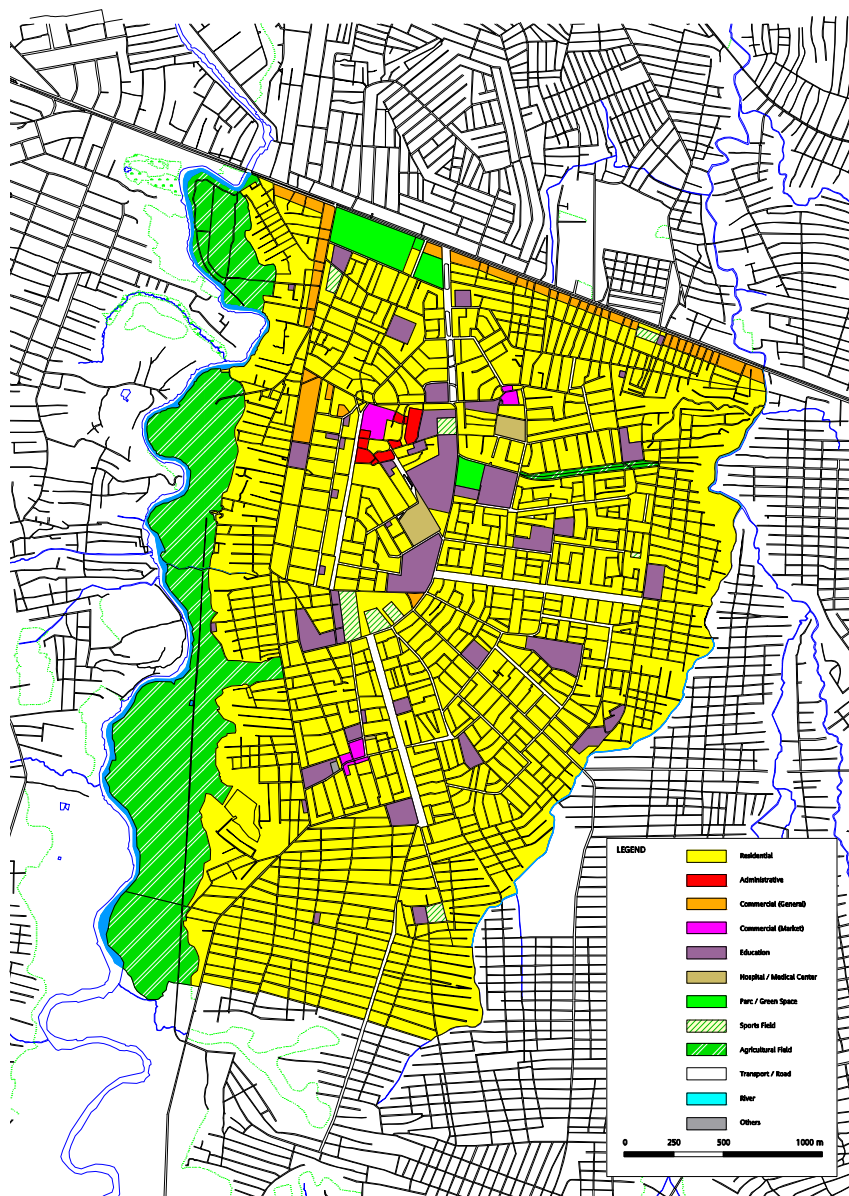 LEGEND
Residential
Administrative
Commercial (General)
Commercial (Market)
Education
Hospital / Medical Center
Parc / Green Space
Sports Field
Agricultural Field
Transport / Road
River
Others
0 250 500 1000 m